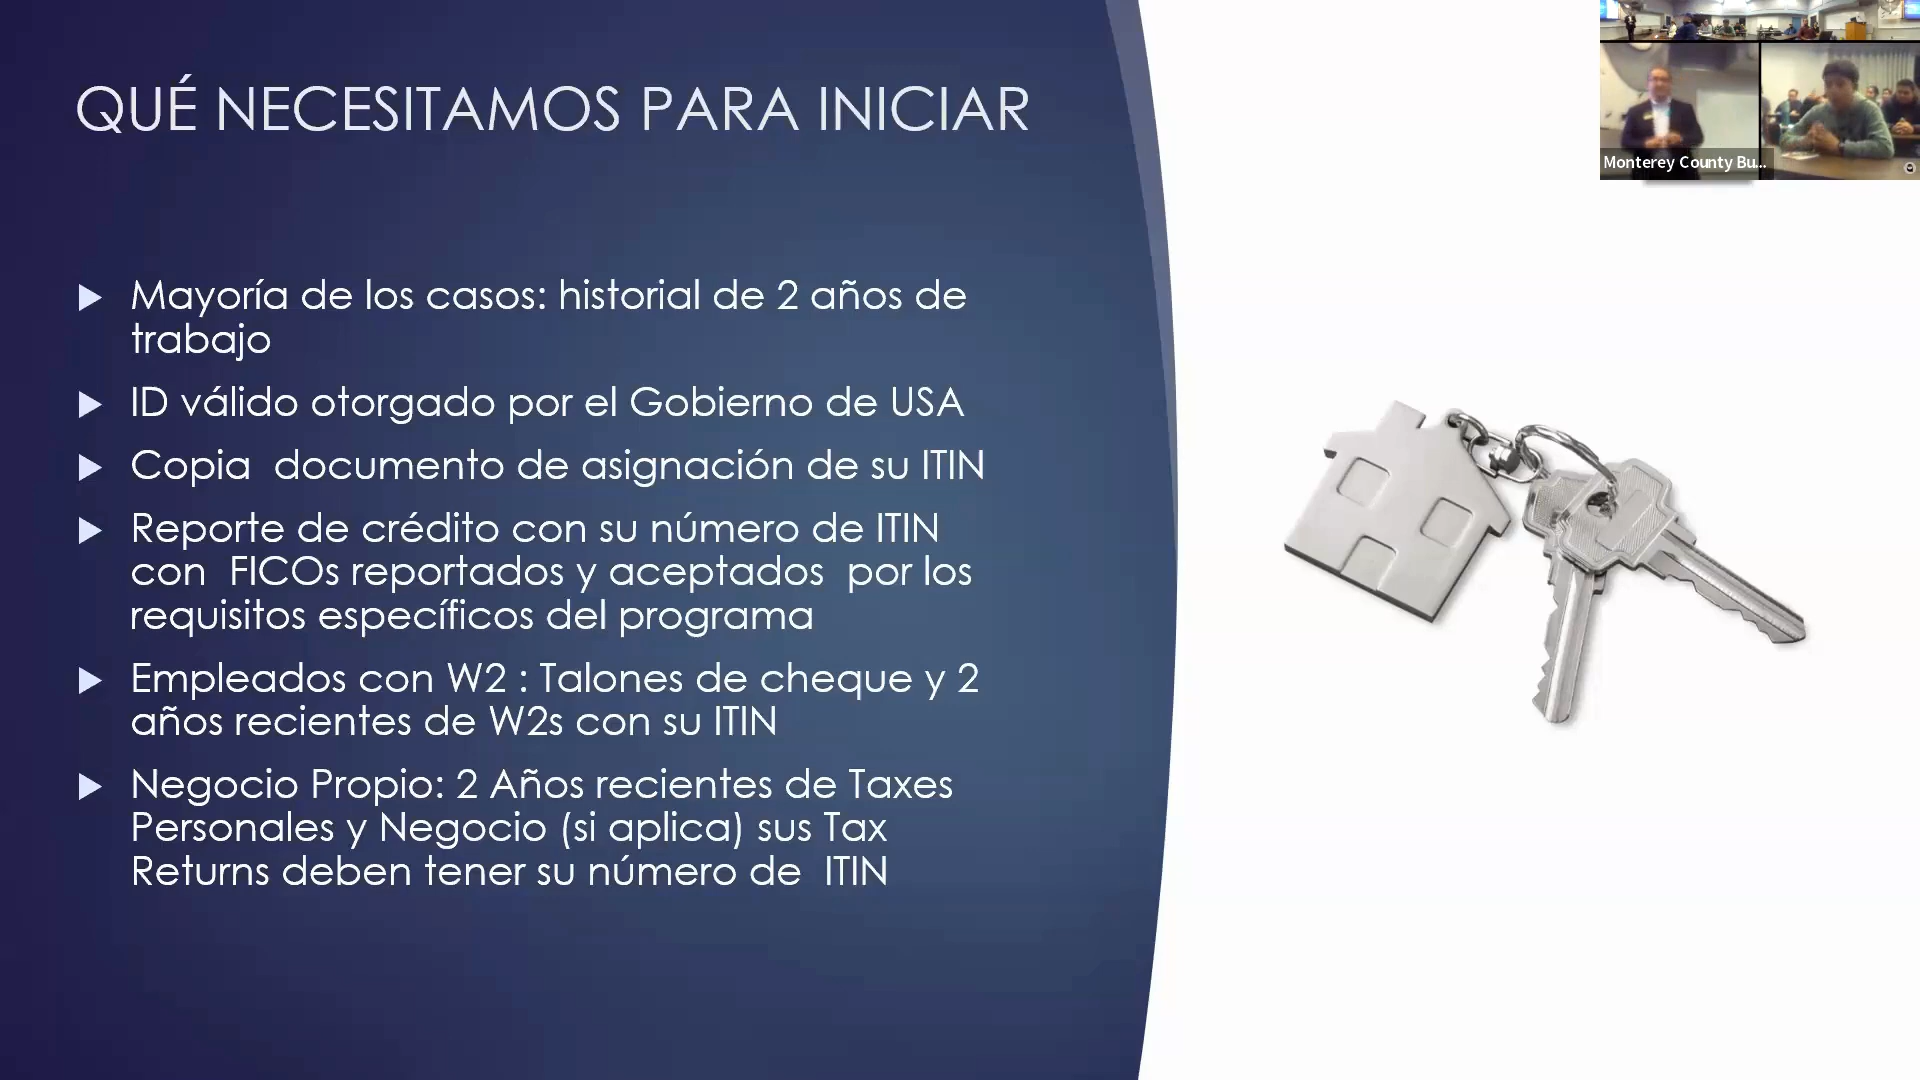 QUÉ NECESITAMOS PARA INICIAR
Mayoría de los casos: historial de 2 años de
trabajo
ID válido otorgado por el Gobierno de USA
Copia  documento de asignación de su ITIN
Reporte de crédito con su número de ITIN
con  FICOs reportados y aceptados  por los
requisitos específicos del programa
Empleados con W2 : Talones de cheque y 2
años recientes de W2s con su ITIN
Negocio Propio: 2 Años recientes de Taxes
Personales y Negocio (si aplica) sus Tax
Returns deben tener su número de  ITIN
Monterey County Bu...